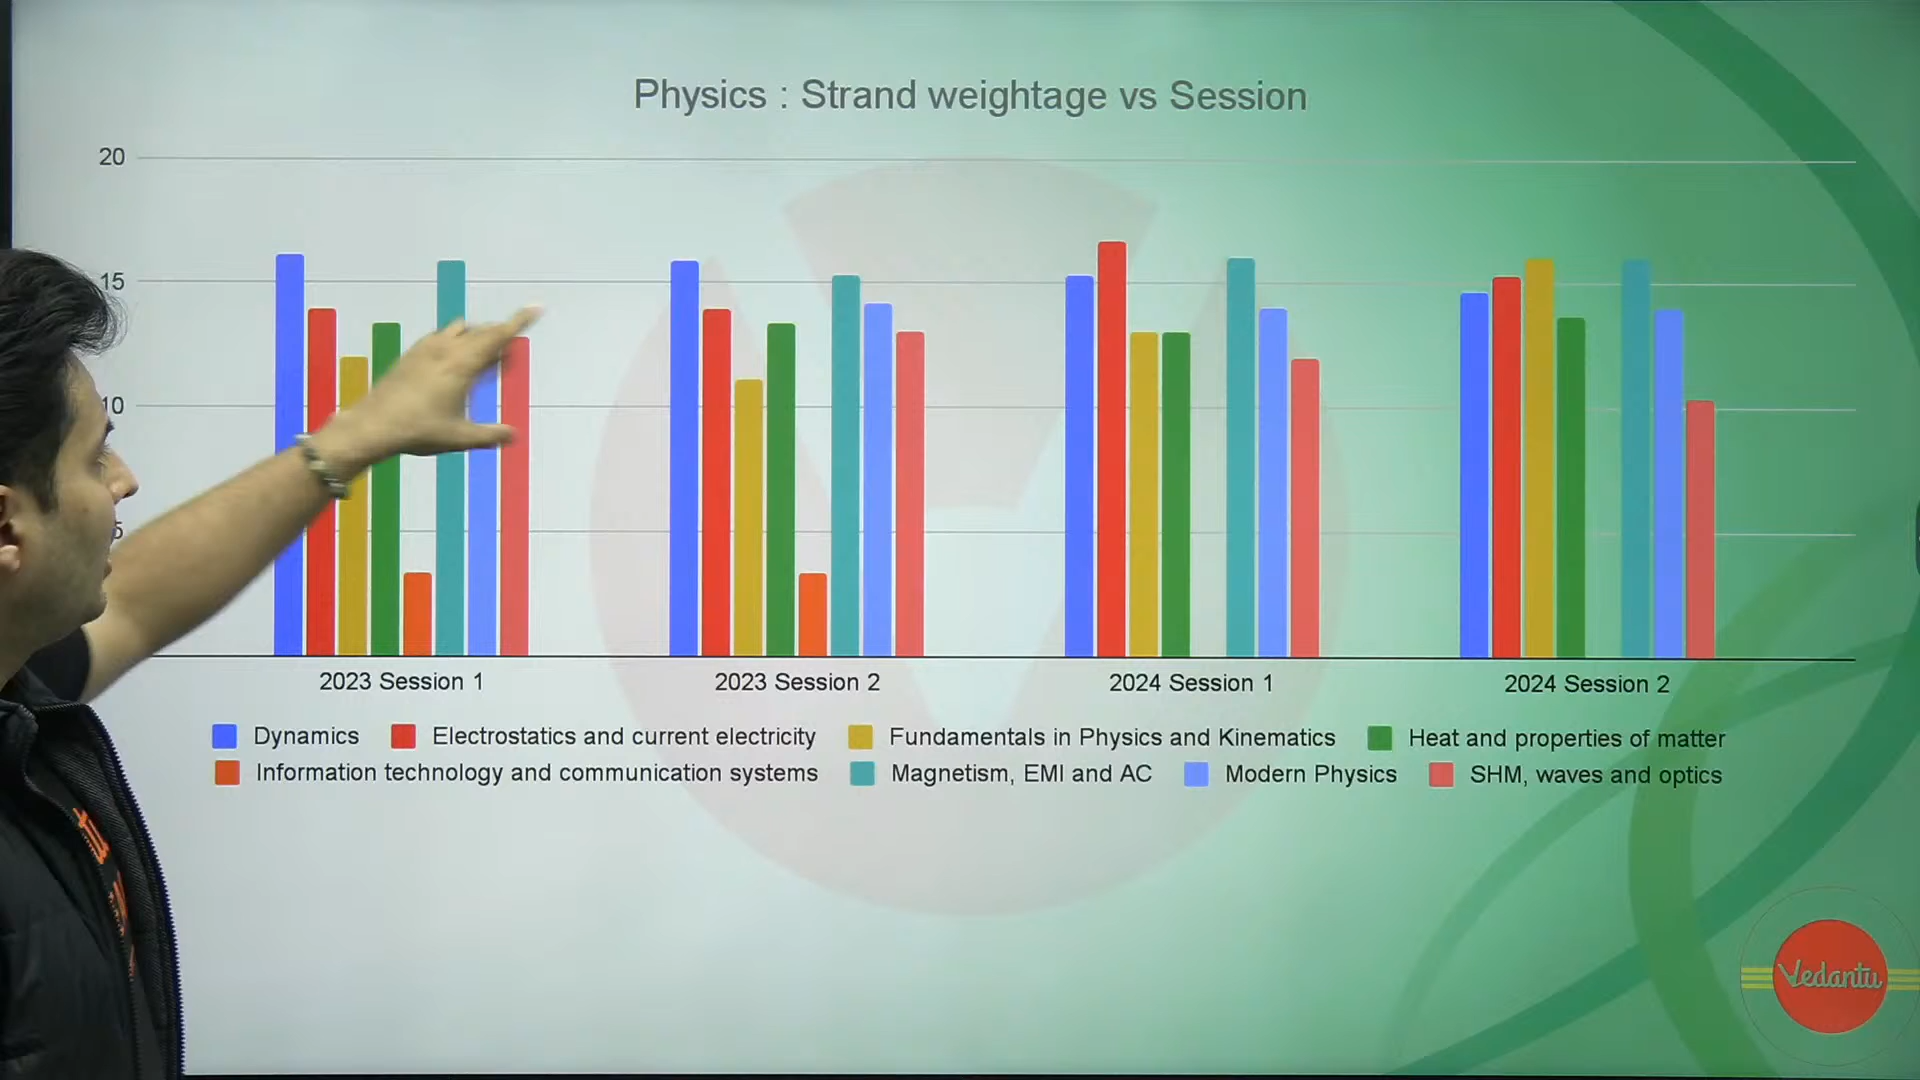 Physics : Strand weightage vs Session
20
15
10
5
2023 Session 1
2023 Session 2
2024 Session 1
2024 Session 2
Dynamics
Electrostatics and current electricity
Fundamentals in Physics and Kinematics
Heat and properties of matter
Information technology and communication systems
Magnetism, EMI and AC
Modern Physics
SHM, waves and optics
Vedantu